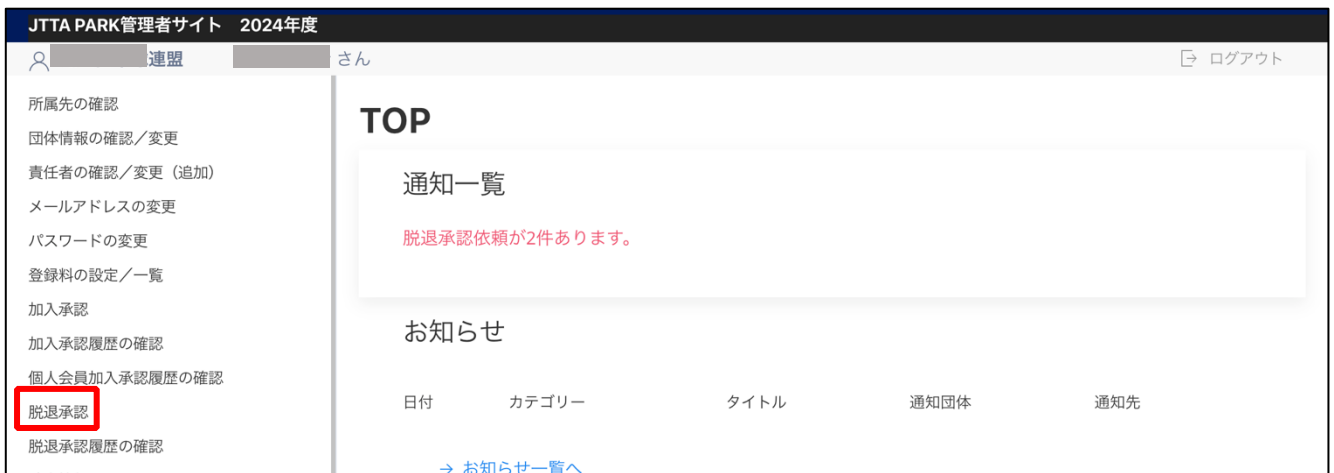 JTTA PARK管理者サイト　2024年度
連盟　さん
ログアウト
所属先の確認
団体情報の確認／変更
責任者の確認／変更（追加）
メールアドレスの変更
パスワードの変更
登録料の設定／一覧
加入承認
加入承認履歴の確認
個人会員加入承認履歴の確認
脱退承認
脱退承認履歴の確認
TOP
通知一覧
脱退承認依頼が2件あります。
お知らせ
日付　カテゴリー　タイトル　通知団体　通知先
→ お知らせ一覧へ